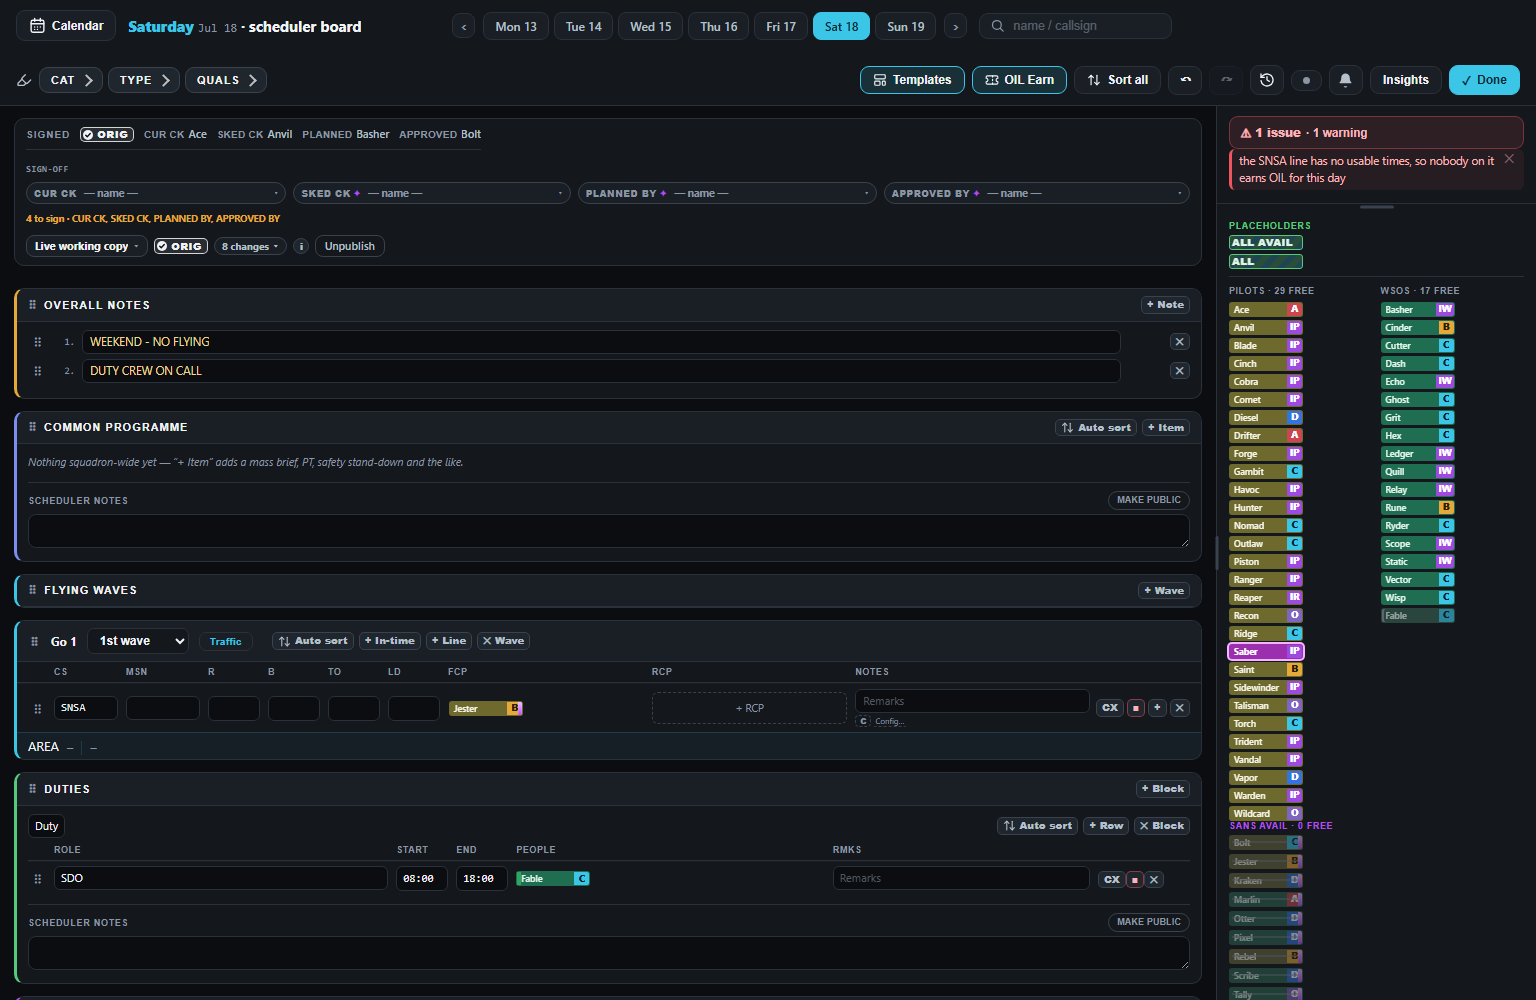 Calendar
Saturday Jul 18 · scheduler board
‹ Mon 13 Tue 14 Wed 15 Thu 16 Fri 17 Sat 18 Sun 19 ›
name / callsign
CAT TYPE QUALS
Templates OIL Earn Sort all Insights ✓ Done
SIGNED ORIG CUR CK Ace SKED CK Anvil PLANNED Basher APPROVED Bolt
SIGN-OFF
CUR CK — name — SKED CK — name — PLANNED BY — name — APPROVED BY — name —
4 to sign · CUR CK, SKED CK, PLANNED BY, APPROVED BY
Live working copy ORIG 8 changes i Unpublish
OVERALL NOTES + Note
1. WEEKEND - NO FLYING
2. DUTY CREW ON CALL
COMMON PROGRAMME Auto sort + Item
Nothing squadron-wide yet — "+ Item" adds a mass brief, PT, safety stand-down and the like.
SCHEDULER NOTES MAKE PUBLIC
FLYING WAVES + Wave
Go 1 1st wave Traffic Auto sort + In-time + Line × Wave
CS MSN R B TO LD FCP RCP NOTES
SNSA Jester B + RCP Remarks CX + ×
C Config...
AREA – –
DUTIES + Block
Duty Auto sort + Row × Block
ROLE START END PEOPLE RMKS
SDO 08:00 18:00 Fable C Remarks CX ×
SCHEDULER NOTES MAKE PUBLIC
1 issue · 1 warning
the SNSA line has no usable times, so nobody on it
earns OIL for this day
PLACEHOLDERS
ALL AVAIL
ALL
PILOTS · 29 FREE
Ace A
Anvil IP
Blade IP
Cinch IP
Cobra IP
Comet IP
Diesel D
Drifter A
Forge IP
Gambit C
Havoc IP
Hunter IP
Nomad C
Outlaw C
Piston IP
Ranger IP
Reaper IR
Recon O
Ridge C
Saber IP
Saint B
Sidewinder IP
Talisman O
Torch C
Trident IP
Vandal IP
Vapor D
Warden IP
Wildcard O
WSOS · 17 FREE
Basher IW
Cinder B
Cutter C
Dash C
Echo IW
Ghost C
Grit C
Hex C
Ledger IW
Quill IW
Relay IW
Rune B
Ryder C
Scope IW
Static IW
Vector C
Wisp C
Fable C
SANS AVAIL · 0 FREE
Bolt C
Jester B
Kraken D
Marlin A
Otter D
Pixel D
Rebel B
Scribe D
Tally O